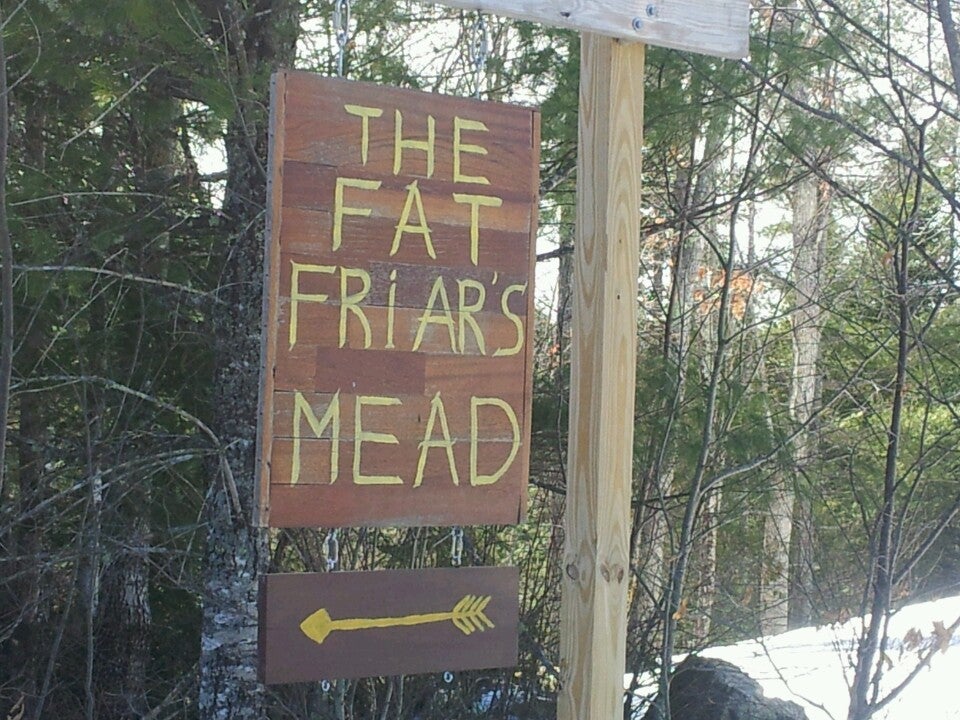 THE
FAT
FRiAR'S
MEAD